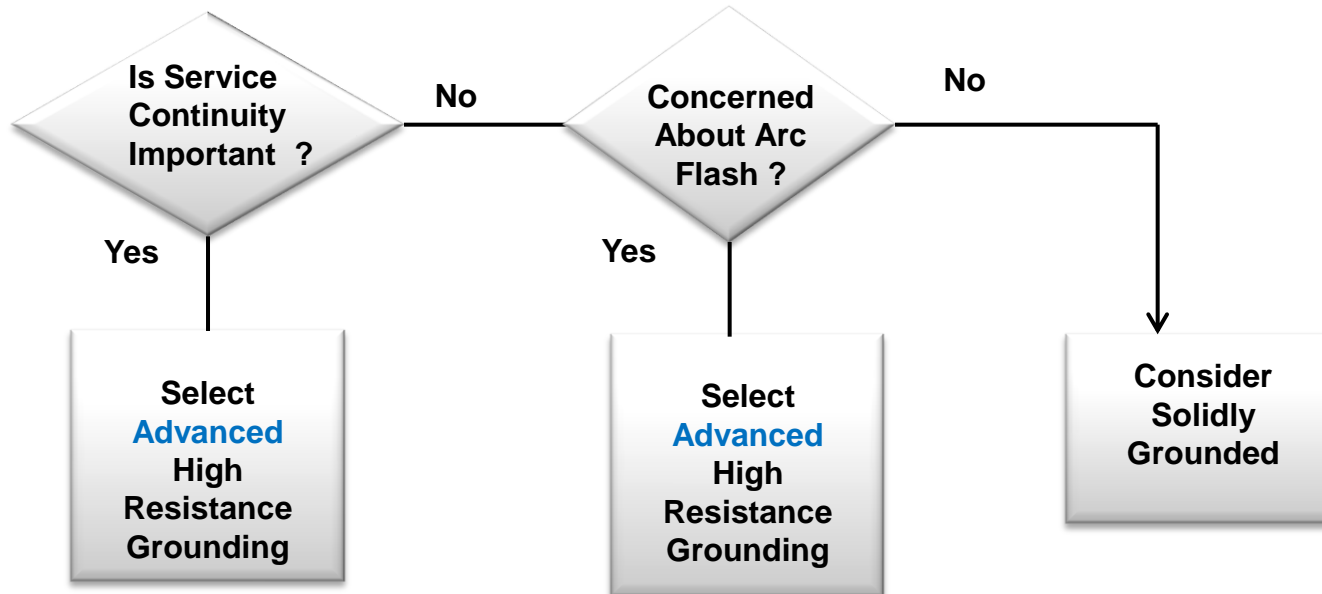 Is Service
Continuity
Important ?
No
Concerned
About Arc
Flash ?
No
Yes
Yes
Select
Advanced
High
Resistance
Grounding
Select
Advanced
High
Resistance
Grounding
Consider
Solidly
Grounded